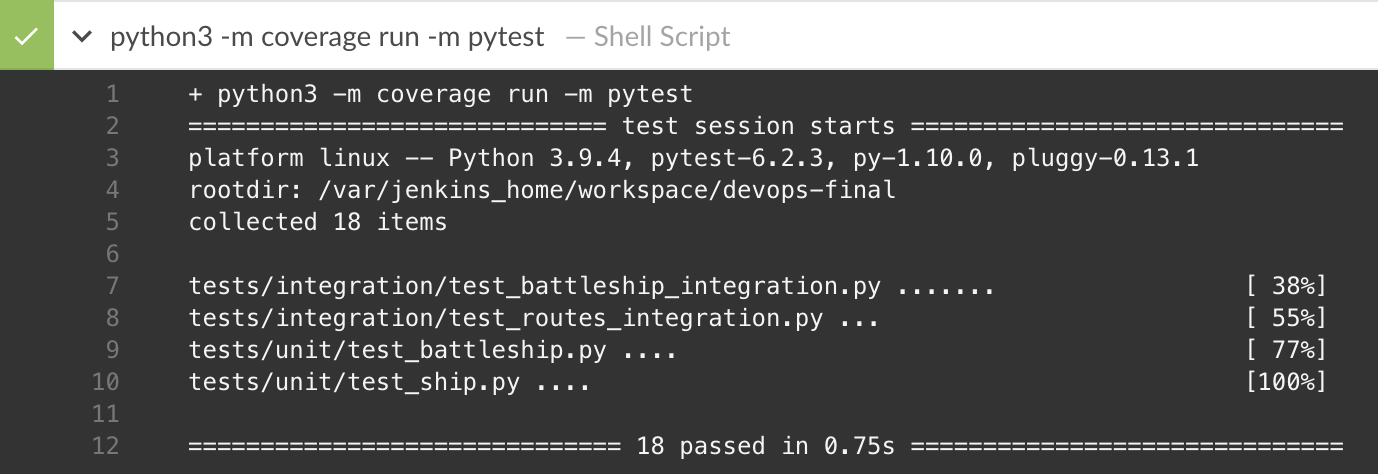 python3 -m coverage run -m pytest — Shell Script
1 + python3 -m coverage run -m pytest
2 ============================= test session starts ==============================
3 platform linux -- Python 3.9.4, pytest-6.2.3, py-1.10.0, pluggy-0.13.1
4 rootdir: /var/jenkins_home/workspace/devops-final
5 collected 18 items
6
7 tests/integration/test_battleship_integration.py ....... [ 38%]
8 tests/integration/test_routes_integration.py ... [ 55%]
9 tests/unit/test_battleship.py .... [ 77%]
10 tests/unit/test_ship.py .... [100%]
11
12 ============================== 18 passed in 0.75s ==============================